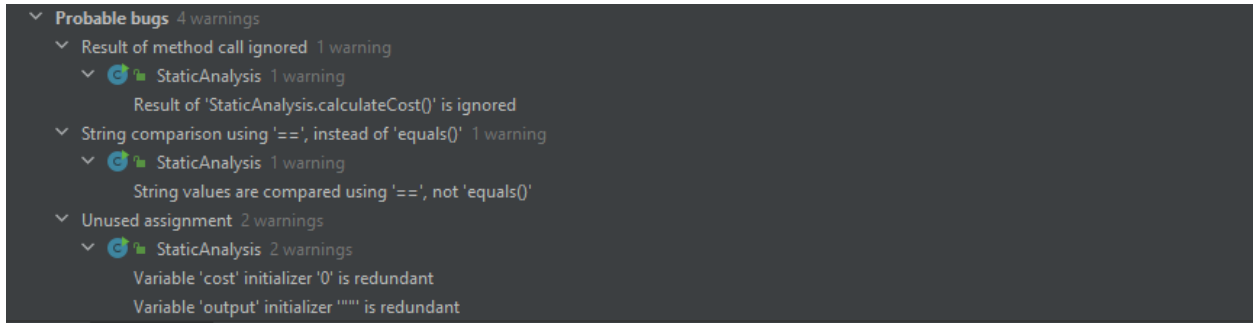 Probable bugs 4 warnings
Result of method call ignored 1 warning
StaticAnalysis 1 warning
Result of 'StaticAnalysis.calculateCost()' is ignored
String comparison using '==', instead of 'equals()' 1 warning
StaticAnalysis 1 warning
String values are compared using '==', not 'equals()'
Unused assignment 2 warnings
StaticAnalysis 2 warnings
Variable 'cost' initializer '0' is redundant
Variable 'output' initializer '""' is redundant